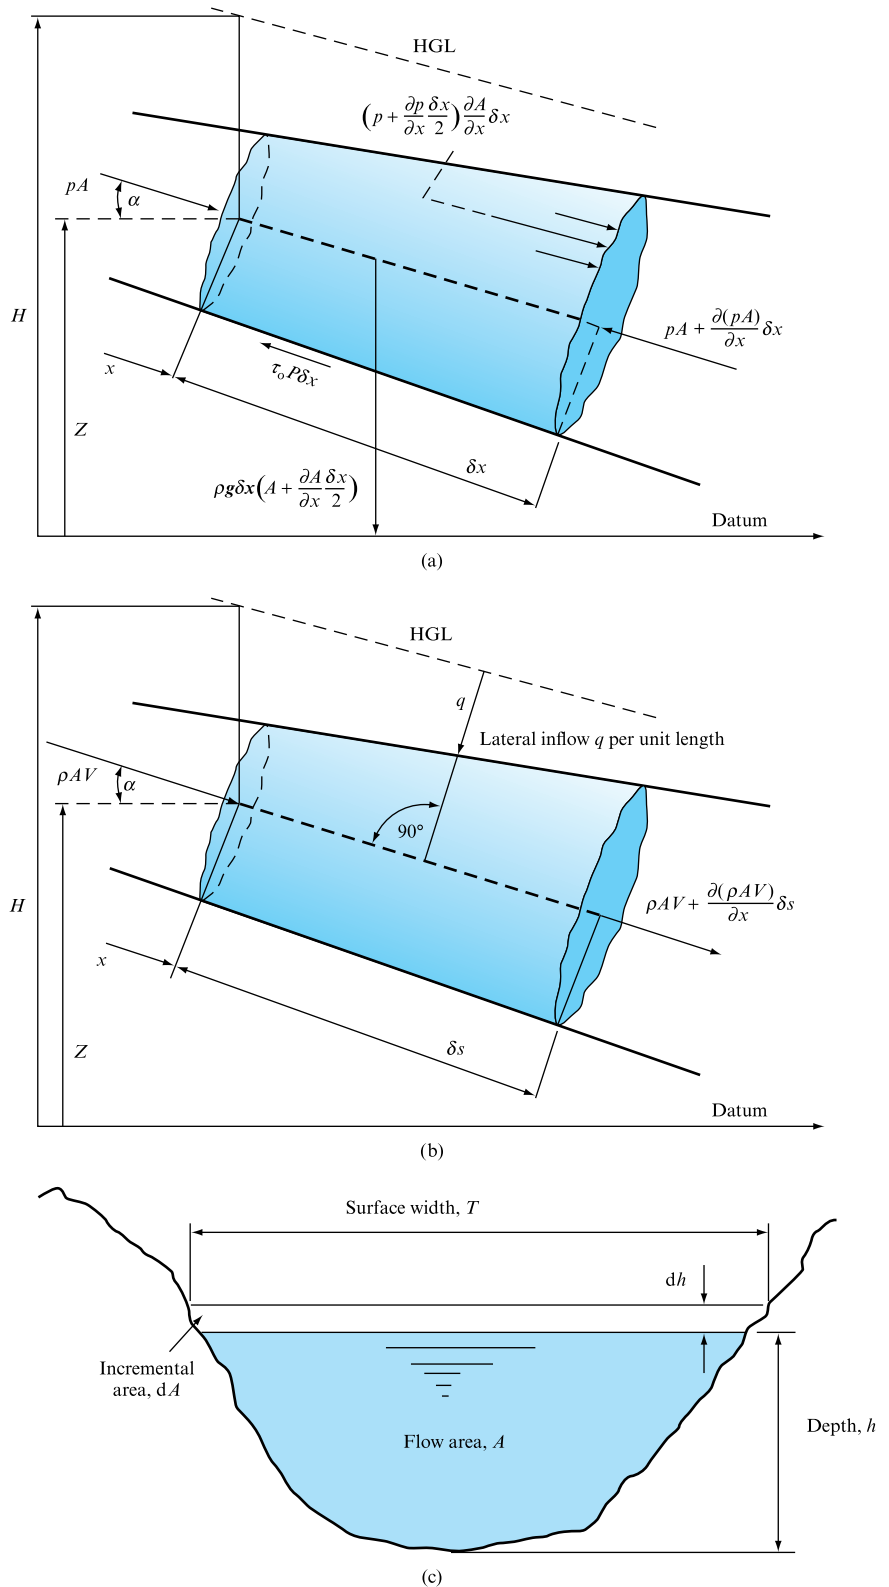 HGL
(p + ∂p/∂x δx/2) ∂A/∂x δx
pA
α
H
pA + ∂(pA)/∂x δx
x
τ₀Pδx
Z
δx
ρgδx(A + ∂A/∂x δx/2)
Datum
(a)
HGL
q
Lateral inflow q per unit length
ρAV
α
90°
H
ρAV + ∂(ρAV)/∂x δs
x
δs
Z
Datum
(b)
Surface width, T
dh
Incremental
area, dA
Depth, h
Flow area, A
(c)